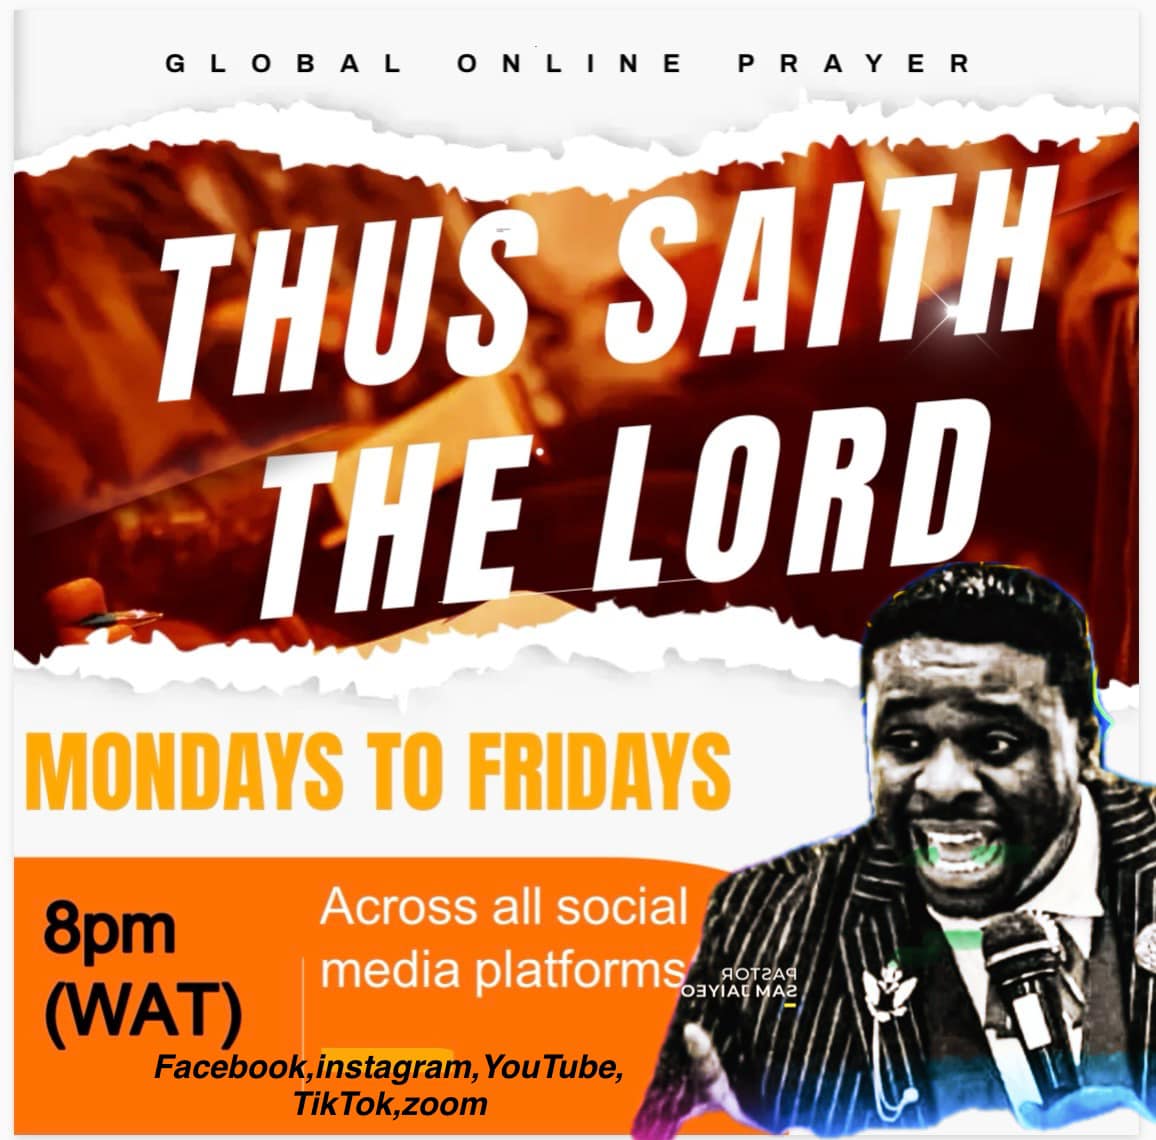 GLOBAL ONLINE PRAYER
THUS SAITH
THE LORD
MONDAYS TO FRIDAYS
8pm
(WAT)
Across all social
media platforms
PASTOR
SAM JAIYEO
Facebook,instagram,YouTube,
TikTok,zoom